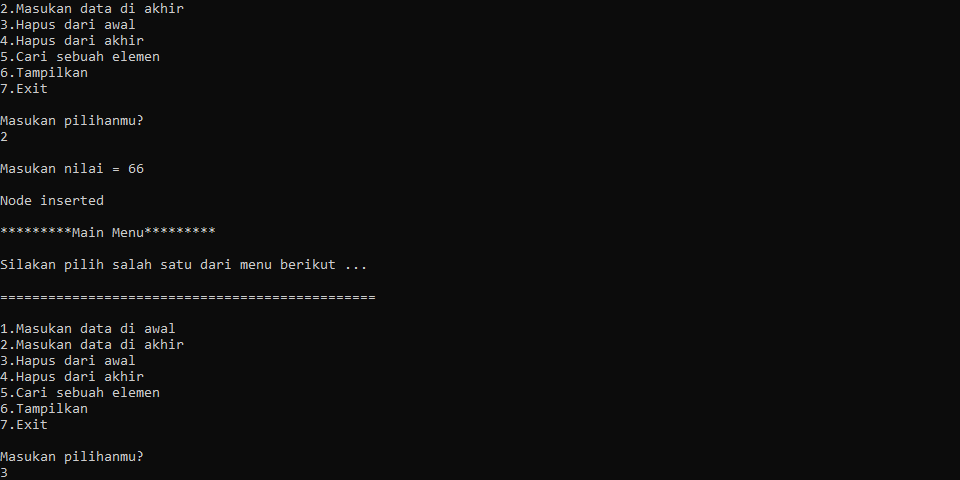 2.Masukan data di akhir
3.Hapus dari awal
4.Hapus dari akhir
5.Cari sebuah elemen
6.Tampilkan
7.Exit
Masukan pilihanmu?
2
Masukan nilai = 66
Node inserted
*********Main Menu*********
Silakan pilih salah satu dari menu berikut ...
===============================================
1.Masukan data di awal
2.Masukan data di akhir
3.Hapus dari awal
4.Hapus dari akhir
5.Cari sebuah elemen
6.Tampilkan
7.Exit
Masukan pilihanmu?
3